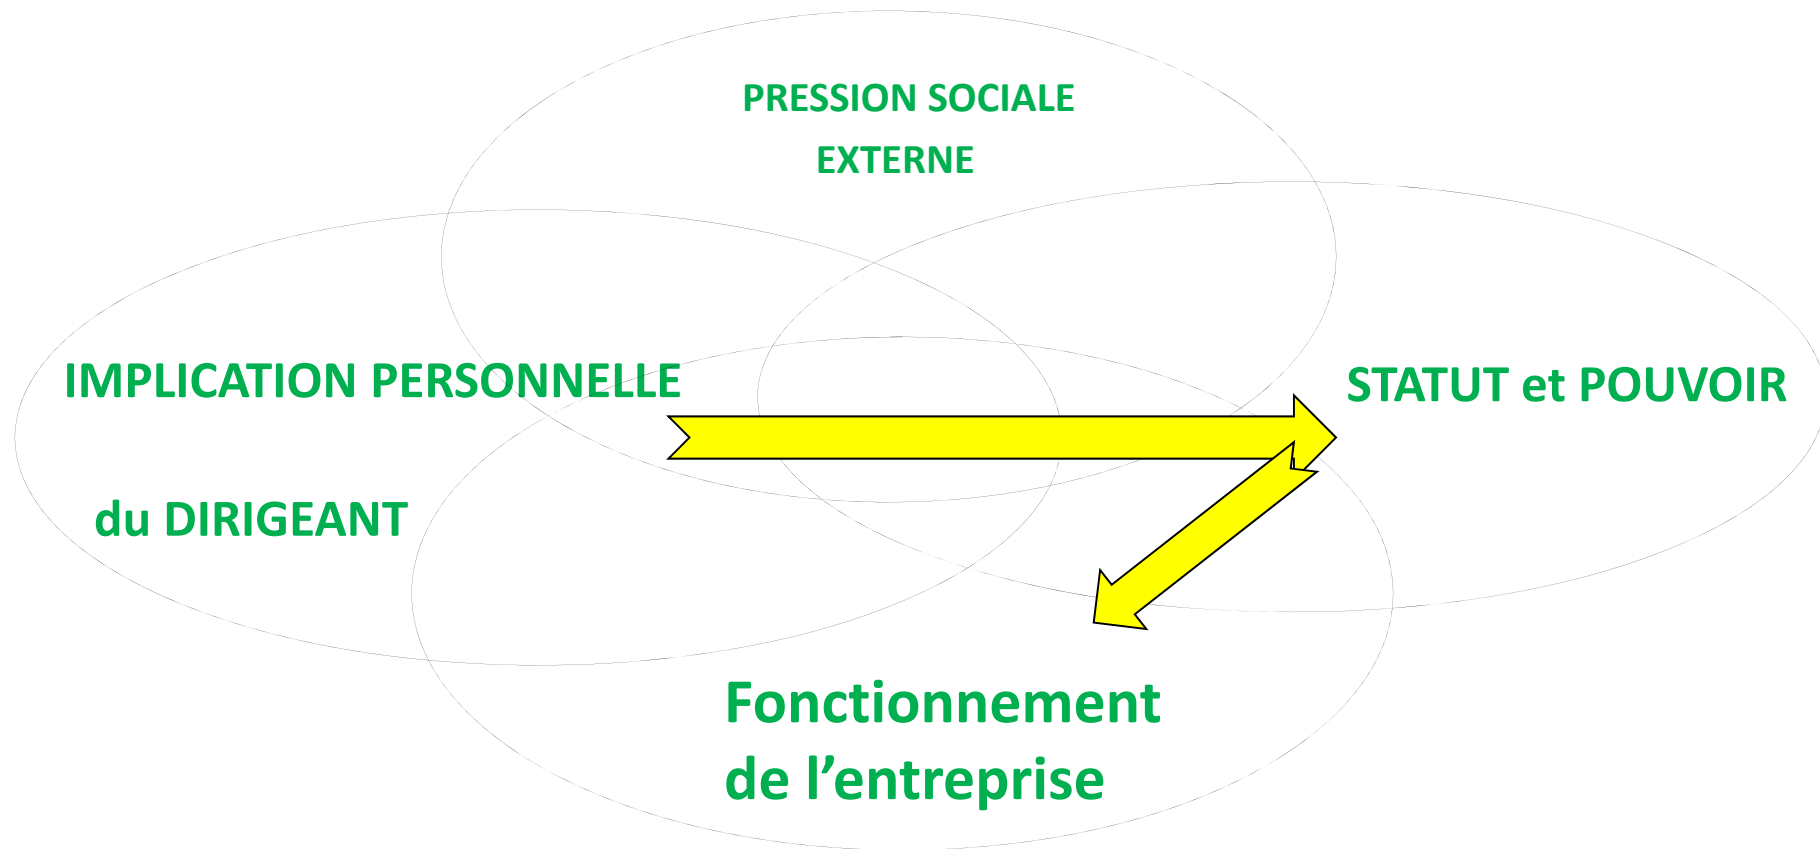 PRESSION SOCIALE
EXTERNE
IMPLICATION PERSONNELLE
du DIRIGEANT
STATUT et POUVOIR
Fonctionnement
de l’entreprise